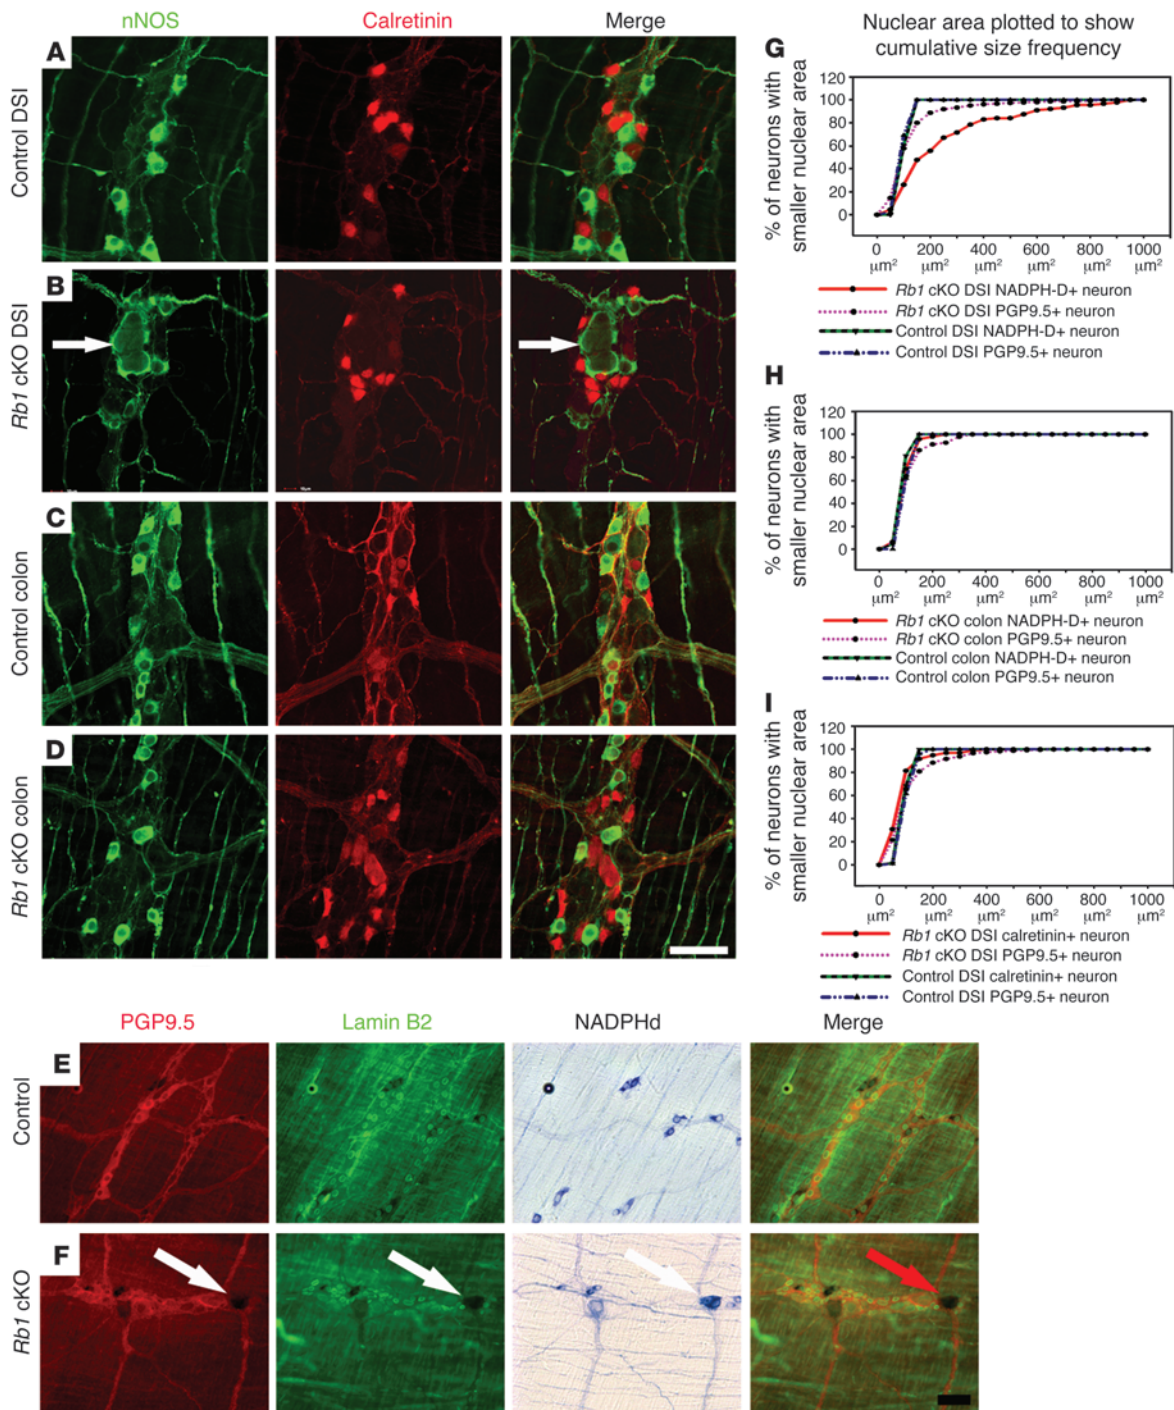 nNOS
Calretinin
Merge
A
Control DSI
B
Rb1 cKO DSI
C
Control colon
D
Rb1 cKO colon
PGP9.5
Lamin B2
NADPHd
Merge
E
Control
F
Rb1 cKO
Nuclear area plotted to show
cumulative size frequency
G
% of neurons with
smaller nuclear area
120
100
80
60
40
20
0
0 200 400 600 800 1000
μm² μm² μm² μm² μm² μm²
Rb1 cKO DSI NADPH-D+ neuron
Rb1 cKO DSI PGP9.5+ neuron
Control DSI NADPH-D+ neuron
Control DSI PGP9.5+ neuron
H
% of neurons with
smaller nuclear area
120
100
80
60
40
20
0
0 200 400 600 800 1000
μm² μm² μm² μm² μm² μm²
Rb1 cKO colon NADPH-D+ neuron
Rb1 cKO colon PGP9.5+ neuron
Control colon NADPH-D+ neuron
Control colon PGP9.5+ neuron
I
% of neurons with
smaller nuclear area
120
100
80
60
40
20
0
0 200 400 600 800 1000
μm² μm² μm² μm² μm² μm²
Rb1 cKO DSI calretinin+ neuron
Rb1 cKO DSI PGP9.5+ neuron
Control DSI calretinin+ neuron
Control DSI PGP9.5+ neuron